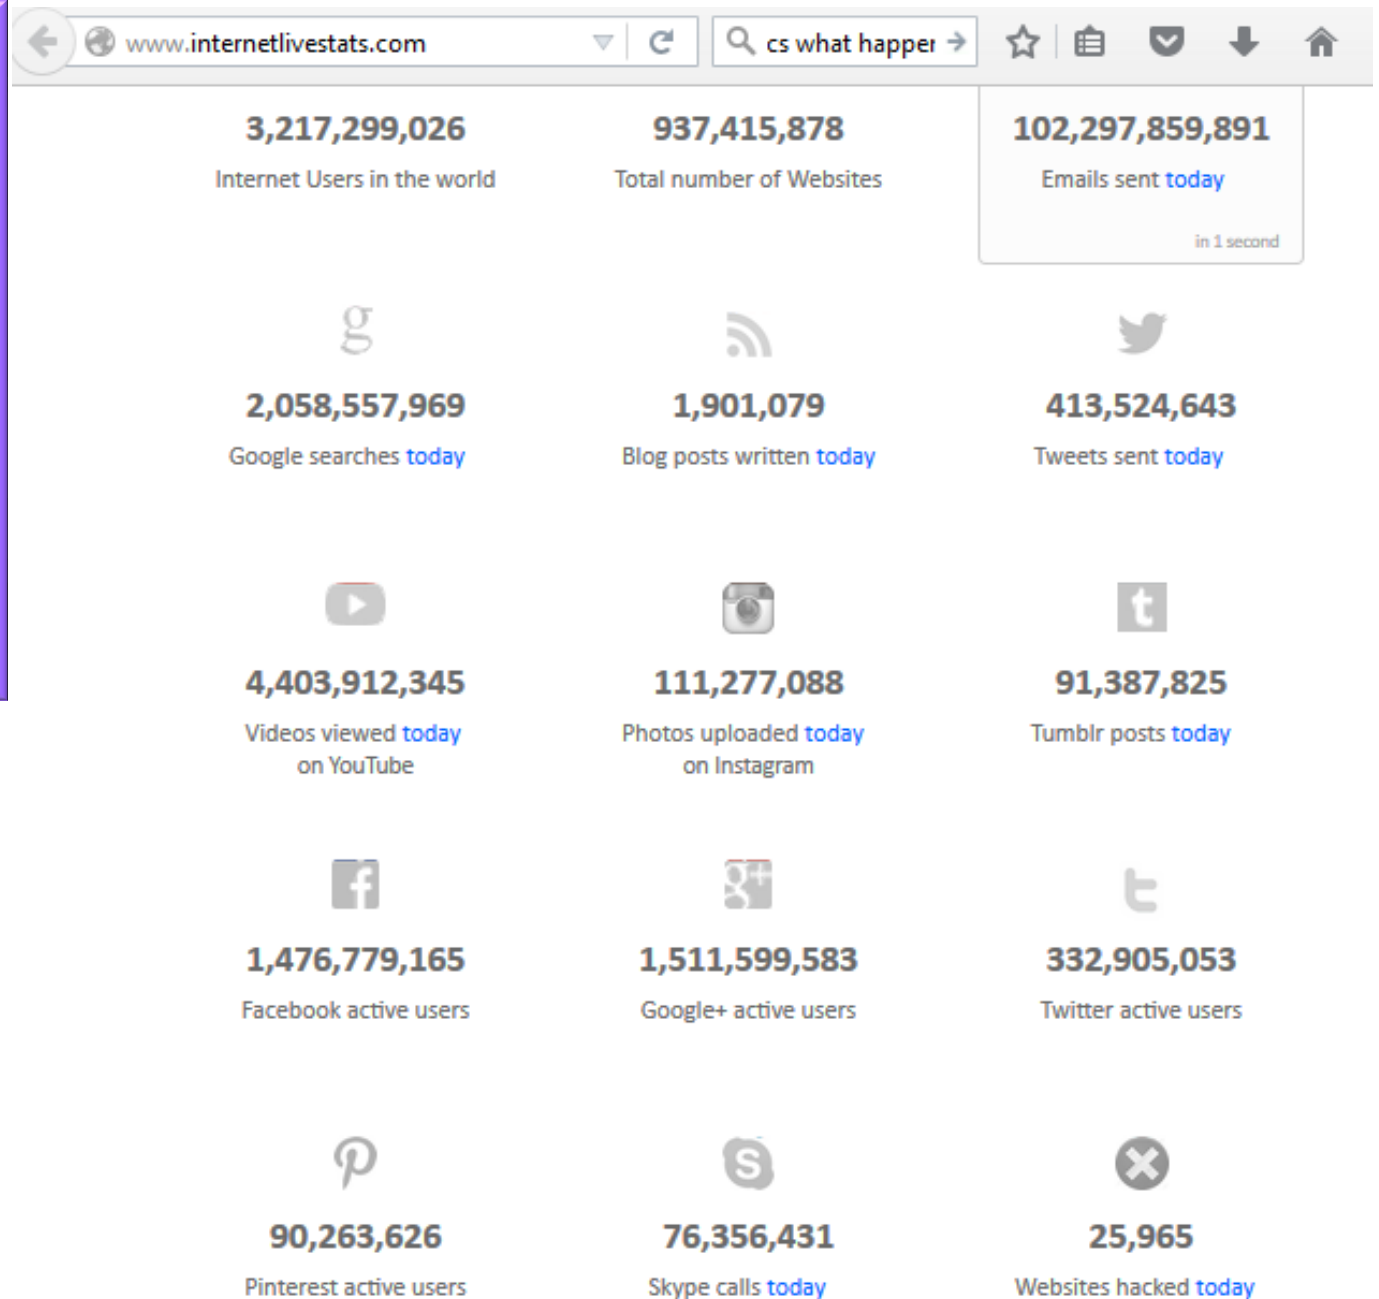 www.internetlivestats.com cs what happer
3,217,299,026 937,415,878 102,297,859,891
Internet Users in the world Total number of Websites Emails sent today
in 1 second
g
2,058,557,969 1,901,079 413,524,643
Google searches today Blog posts written today Tweets sent today
t
4,403,912,345 111,277,088 91,387,825
Videos viewed today Photos uploaded today Tumblr posts today
on YouTube on Instagram
f g+ t
1,476,779,165 1,511,599,583 332,905,053
Facebook active users Google+ active users Twitter active users
P S
90,263,626 76,356,431 25,965
Pinterest active users Skype calls today Websites hacked today